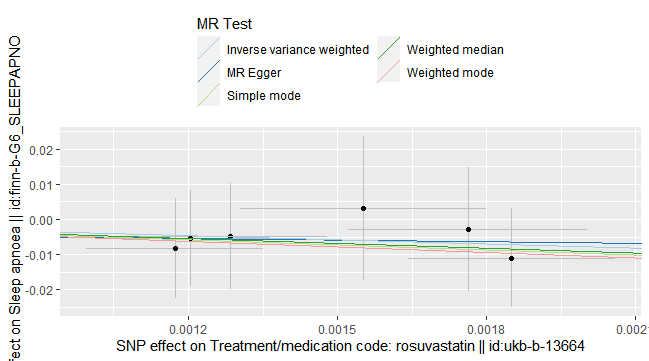 MR Test
Inverse variance weighted
Weighted median
MR Egger
Weighted mode
Simple mode
0.02
0.01
0.00
-0.01
-0.02
0.0012
0.0015
0.0018
0.002
SNP effect on Treatment/medication code: rosuvastatin || id:ukb-b-13664
ffect on Sleep apnoea || id:finn-b-G6_SLEEPAPNO